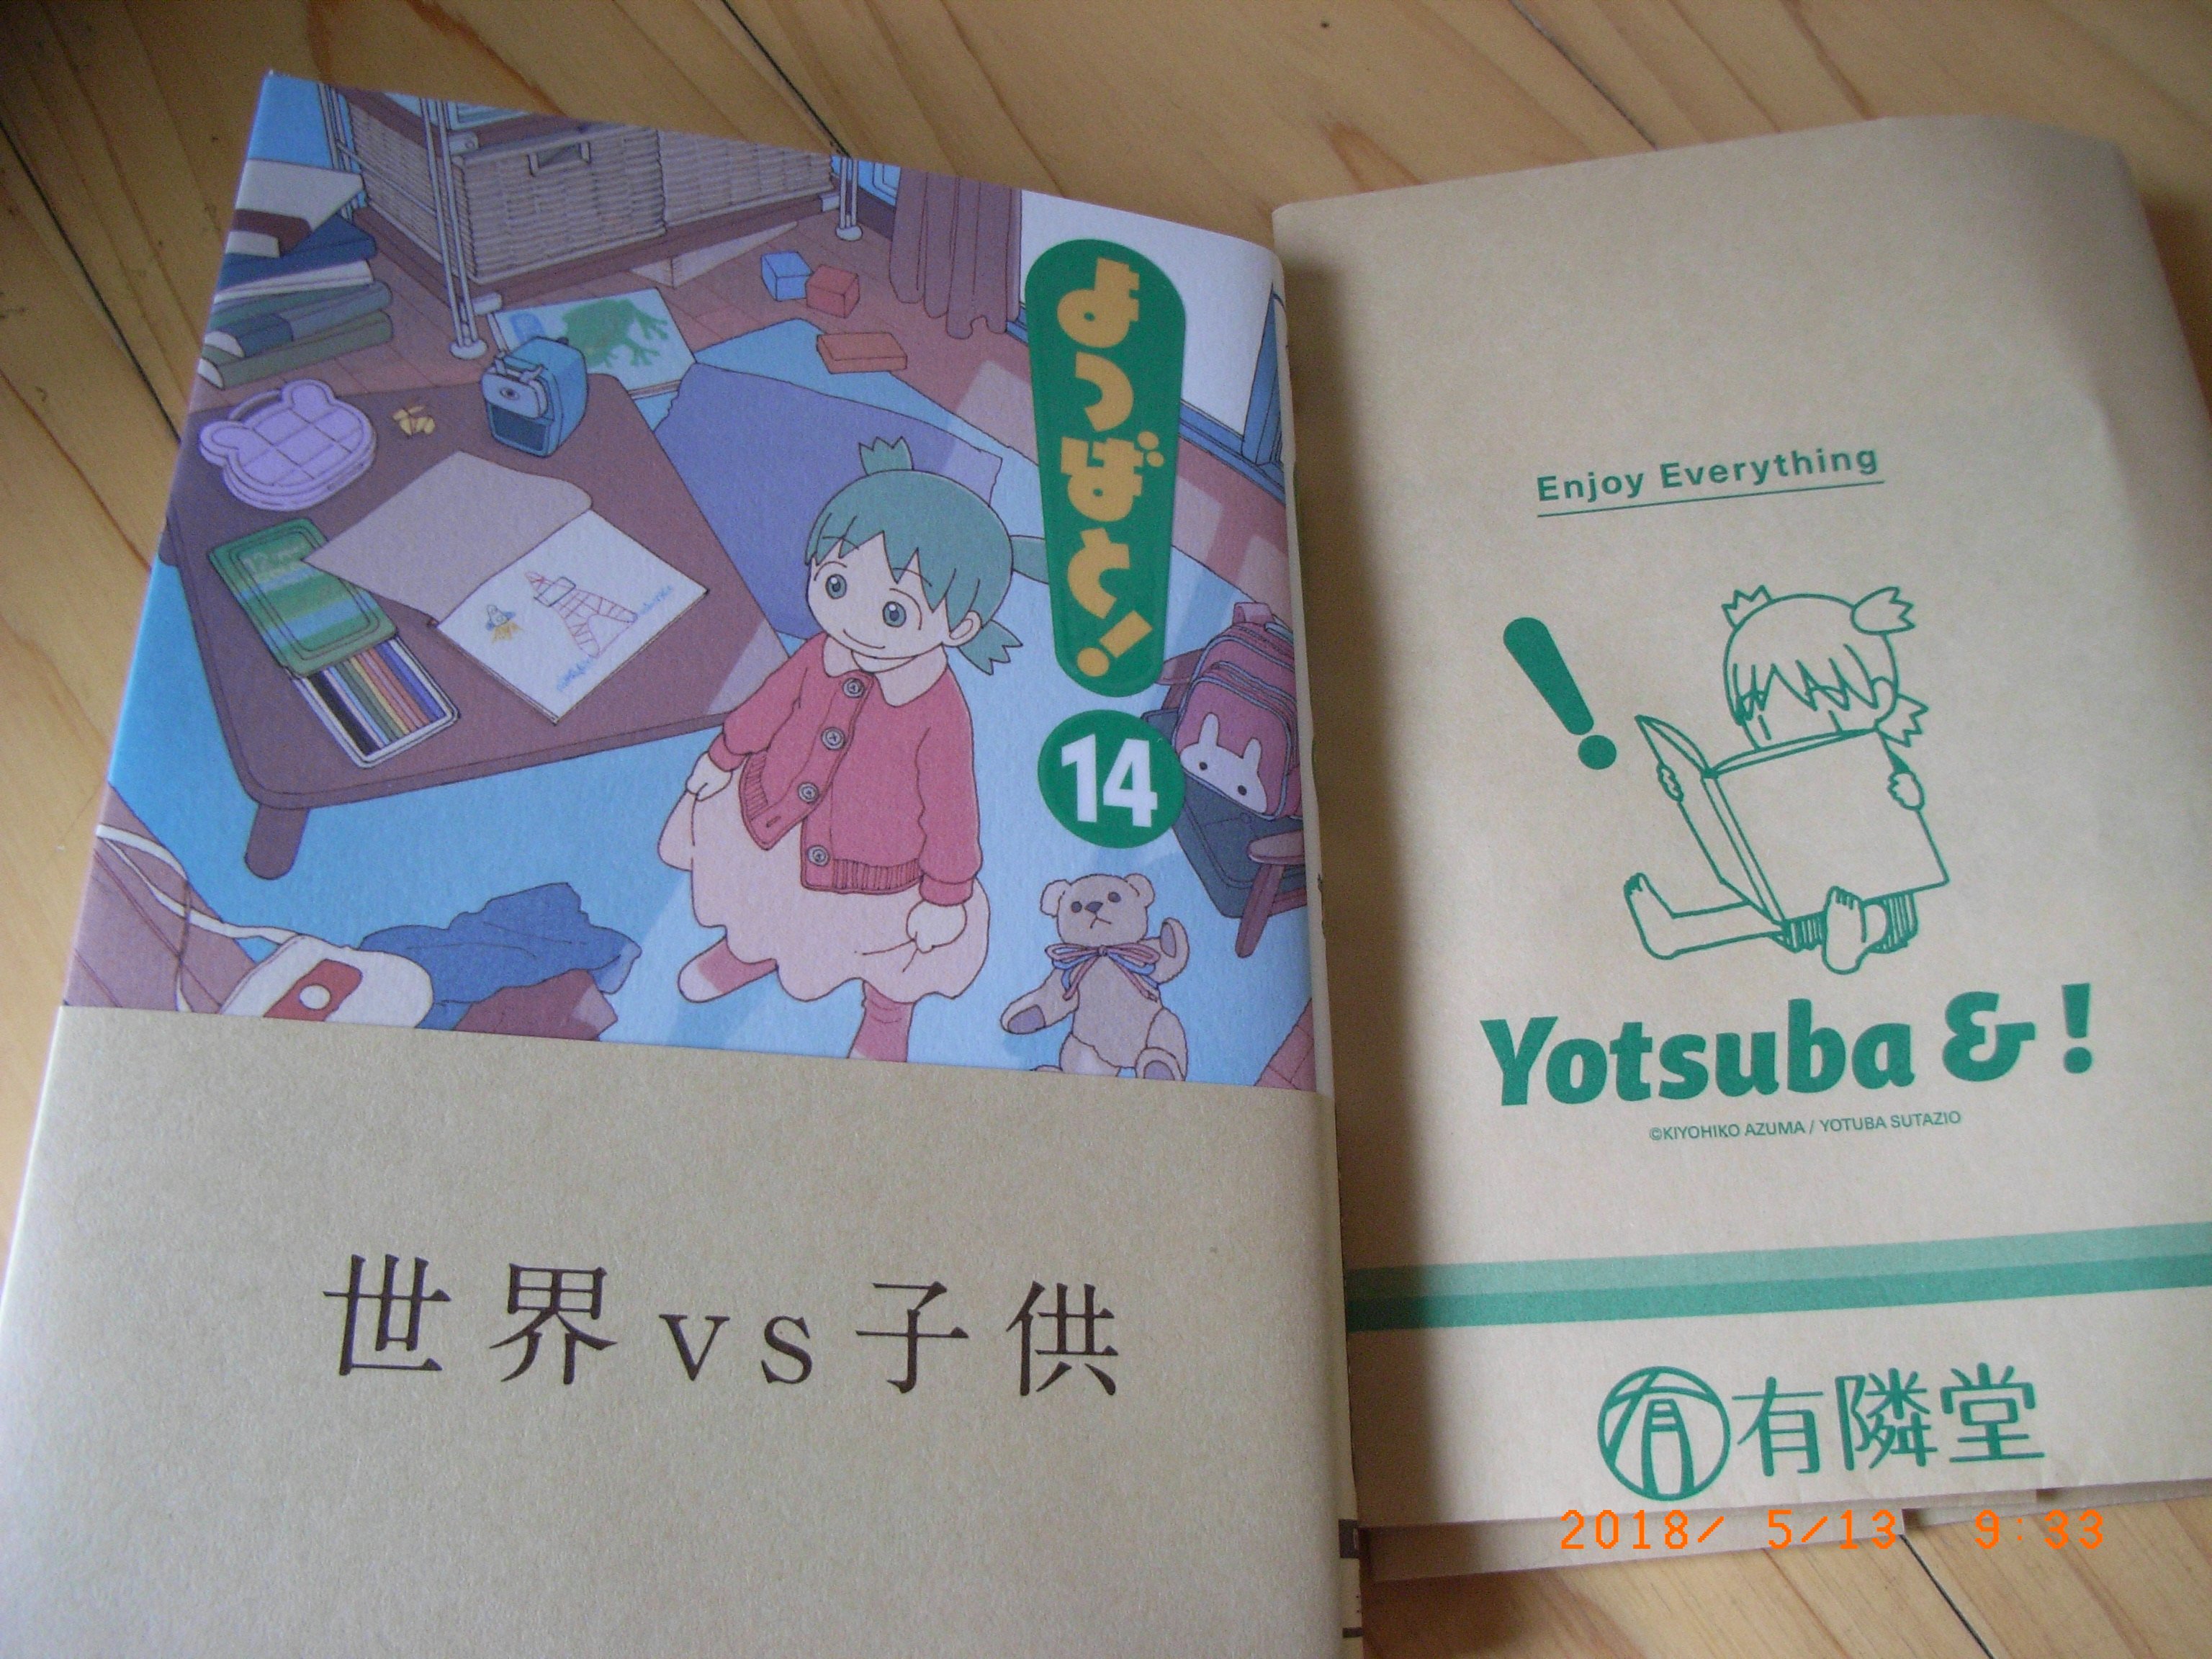 よつばと!
14
世界vs子供
Enjoy Everything
!
Yotsuba&!
©KIYOHIKO AZUMA / YOTUBA SUTAZIO
有 有隣堂
2018/ 5/13 9:33